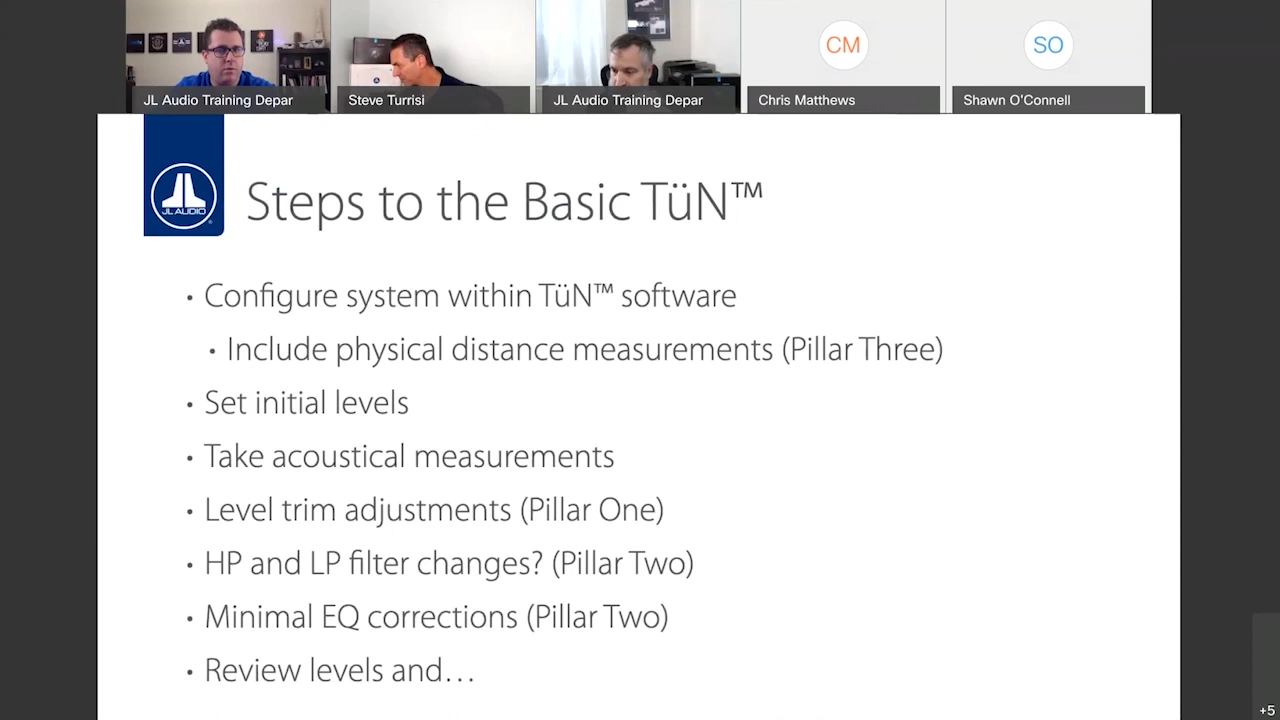 JL Audio Training Depar
Steve Turrisi
JL Audio Training Depar
CM
Chris Matthews
SO
Shawn O'Connell
JL AUDIO
®
Steps to the Basic TüN™
• Configure system within TüN™ software
• Include physical distance measurements (Pillar Three)
• Set initial levels
• Take acoustical measurements
• Level trim adjustments (Pillar One)
• HP and LP filter changes? (Pillar Two)
• Minimal EQ corrections (Pillar Two)
• Review levels and…
+5